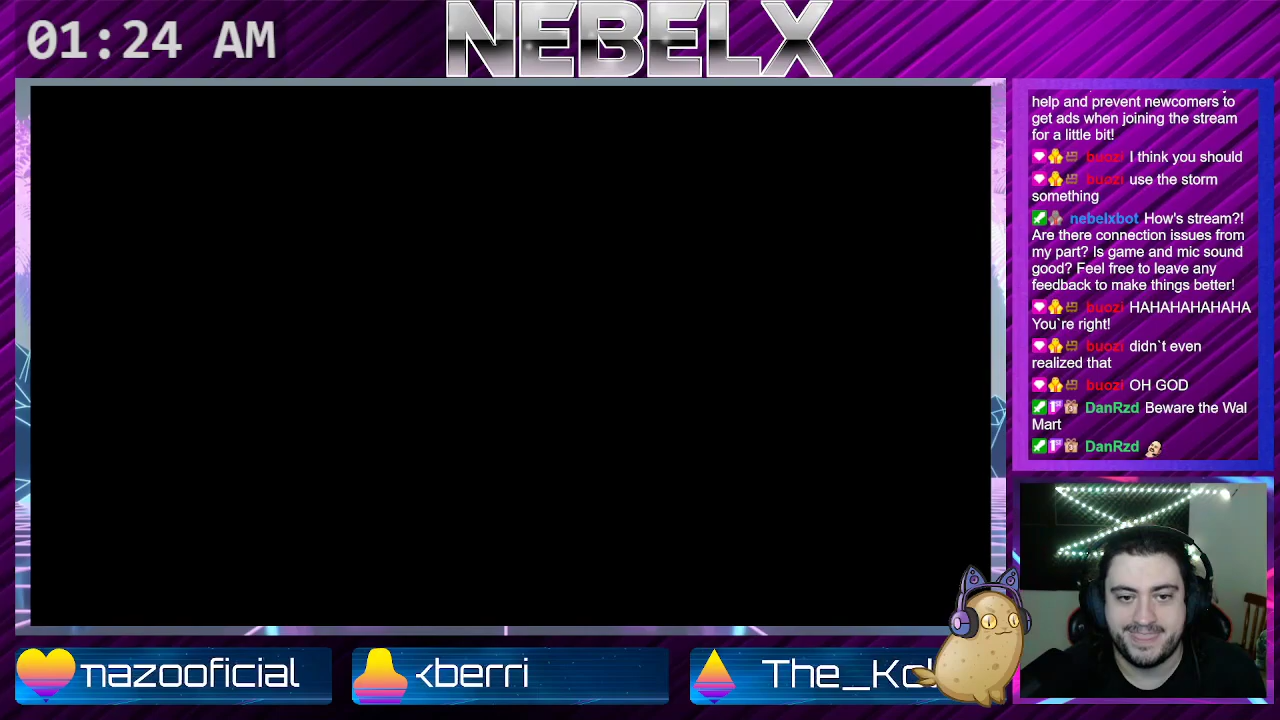 01:24 AM
NEBELX
help and prevent newcomers to
get ads when joining the stream
for a little bit!
buozi I think you should
buozi use the storm
something
nebelxbot How's stream?!
Are there connection issues from
my part? Is game and mic sound
good? Feel free to leave any
feedback to make things better!
buozi HAHAHAHAHAHA
You`re right!
buozi didn`t even
realized that
buozi OH GOD
DanRzd Beware the Wal
Mart
DanRzd
nazooficial
berri